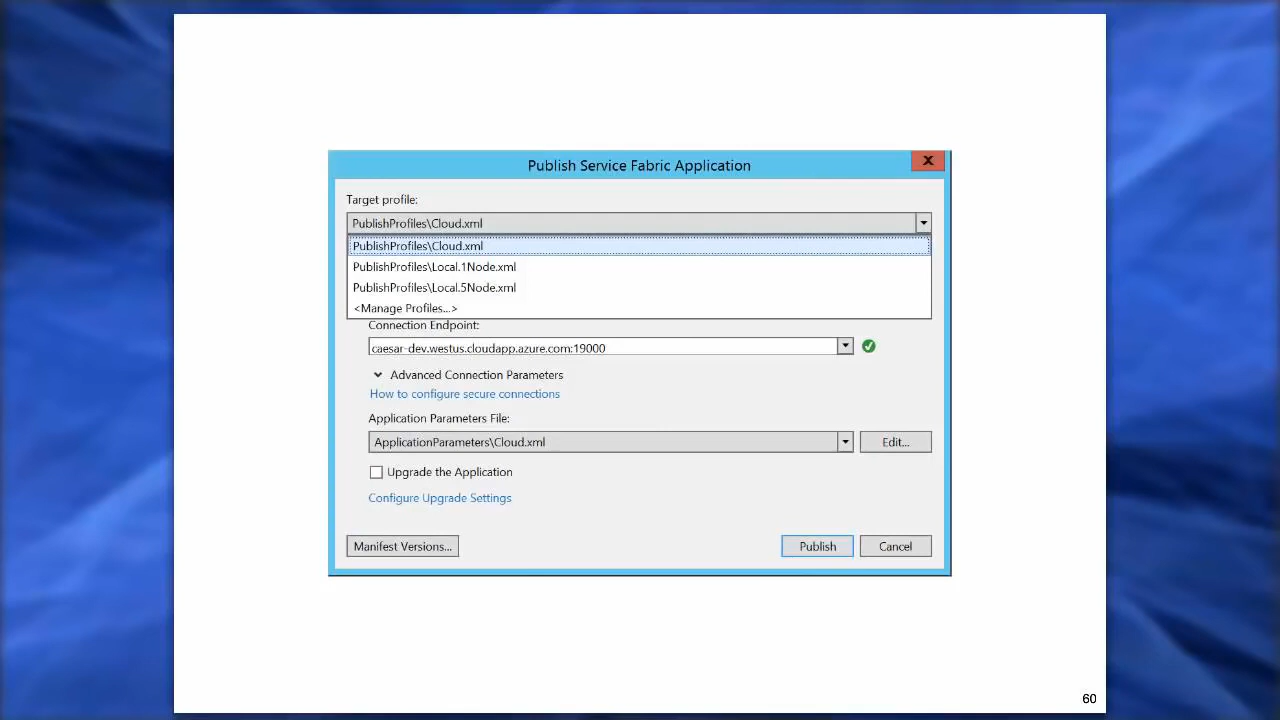 Publish Service Fabric Application
x
Target profile:
PublishProfiles\Cloud.xml
PublishProfiles\Cloud.xml
PublishProfiles\Local.1Node.xml
PublishProfiles\Local.5Node.xml
<Manage Profiles...>
Connection Endpoint:
caesar-dev.westus.cloudapp.azure.com:19000
Advanced Connection Parameters
How to configure secure connections
Application Parameters File:
ApplicationParameters\Cloud.xml
Edit...
Upgrade the Application
Configure Upgrade Settings
Manifest Versions...
Publish
Cancel
60